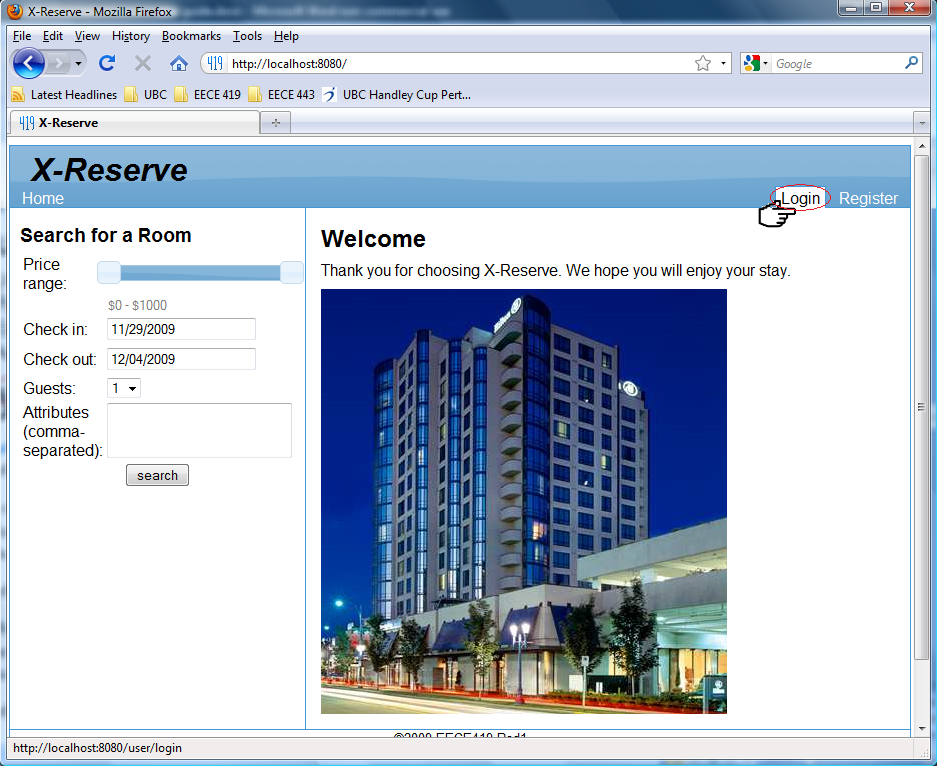 X-Reserve - Mozilla Firefox
File Edit View History Bookmarks Tools Help
http://localhost:8080/
Google
Latest Headlines UBC EECE 419 EECE 443 UBC Handley Cup Pert...
X-Reserve
X-Reserve
Home Login Register
Search for a Room
Price
range:
$0 - $1000
Check in: 11/29/2009
Check out: 12/04/2009
Guests: 1
Attributes
(comma-
separated):
search
Welcome
Thank you for choosing X-Reserve. We hope you will enjoy your stay.
Hilton
©2009 EECE419 Red1
http://localhost:8080/user/login